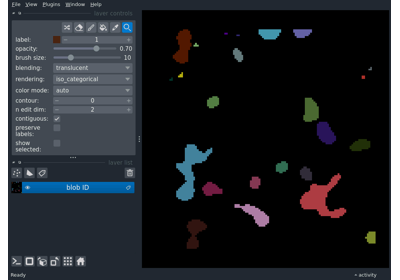 File View Plugins Window Help
layer controls
label: 1
opacity: 0.70
brush size: 10
blending: translucent
rendering: iso_categorical
color mode: auto
contour: 0
n edit dim: 2
contiguous:
preserve
labels:
show
selected:
layer list
blob ID
Ready
activity